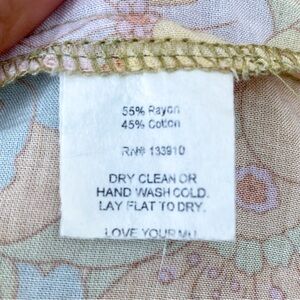 55% Rayon
45% Cotton
RN# 133910
DRY CLEAN OR
HAND WASH COLD.
LAY FLAT TO DRY.
LOVE YOUR